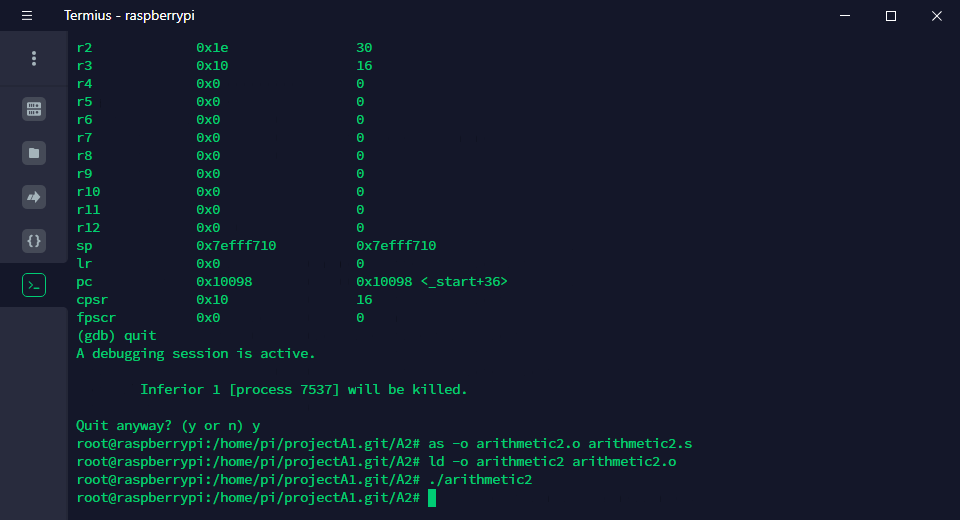 Termius - raspberrypi
r2 0x1e 30
r3 0x10 16
r4 0x0 0
r5 0x0 0
r6 0x0 0
r7 0x0 0
r8 0x0 0
r9 0x0 0
r10 0x0 0
r11 0x0 0
r12 0x0 0
sp 0x7efff710 0x7efff710
lr 0x0 0
pc 0x10098 0x10098 <_start+36>
cpsr 0x10 16
fpscr 0x0 0
(gdb) quit
A debugging session is active.
Inferior 1 [process 7537] will be killed.
Quit anyway? (y or n) y
root@raspberrypi:/home/pi/projectA1.git/A2# as -o arithmetic2.o arithmetic2.s
root@raspberrypi:/home/pi/projectA1.git/A2# ld -o arithmetic2 arithmetic2.o
root@raspberrypi:/home/pi/projectA1.git/A2# ./arithmetic2
root@raspberrypi:/home/pi/projectA1.git/A2#